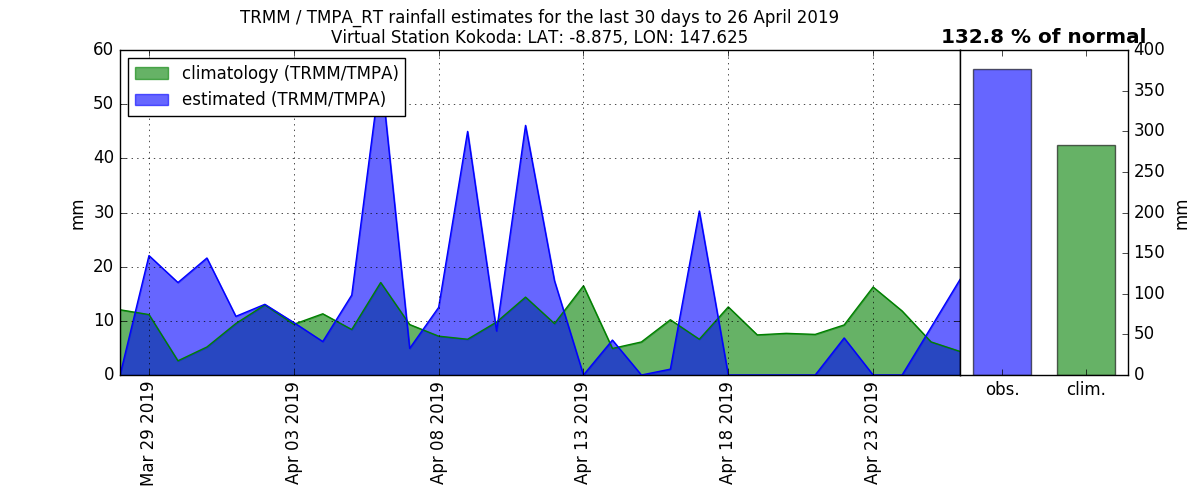 TRMM / TMPA_RT rainfall estimates for the last 30 days to 26 April 2019
Virtual Station Kokoda: LAT: -8.875, LON: 147.625
132.8 % of normal
climatology (TRMM/TMPA)
estimated (TRMM/TMPA)
60
50
40
30
20
10
0
mm
Mar 29 2019
Apr 03 2019
Apr 08 2019
Apr 13 2019
Apr 18 2019
Apr 23 2019
400
350
300
250
200
150
100
50
0
mm
obs.
clim.